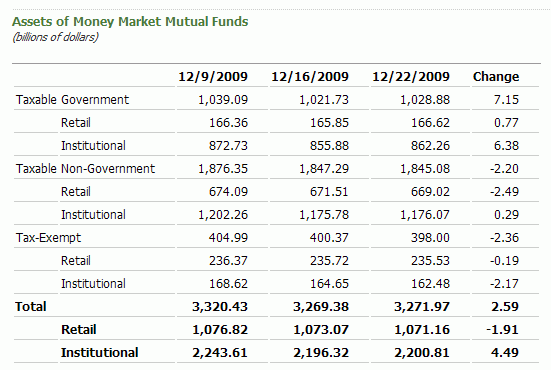 Assets of Money Market Mutual Funds
(billions of dollars)
12/9/2009 12/16/2009 12/22/2009 Change
Taxable Government 1,039.09 1,021.73 1,028.88 7.15
Retail 166.36 165.85 166.62 0.77
Institutional 872.73 855.88 862.26 6.38
Taxable Non-Government 1,876.35 1,847.29 1,845.08 -2.20
Retail 674.09 671.51 669.02 -2.49
Institutional 1,202.26 1,175.78 1,176.07 0.29
Tax-Exempt 404.99 400.37 398.00 -2.36
Retail 236.37 235.72 235.53 -0.19
Institutional 168.62 164.65 162.48 -2.17
Total 3,320.43 3,269.38 3,271.97 2.59
Retail 1,076.82 1,073.07 1,071.16 -1.91
Institutional 2,243.61 2,196.32 2,200.81 4.49